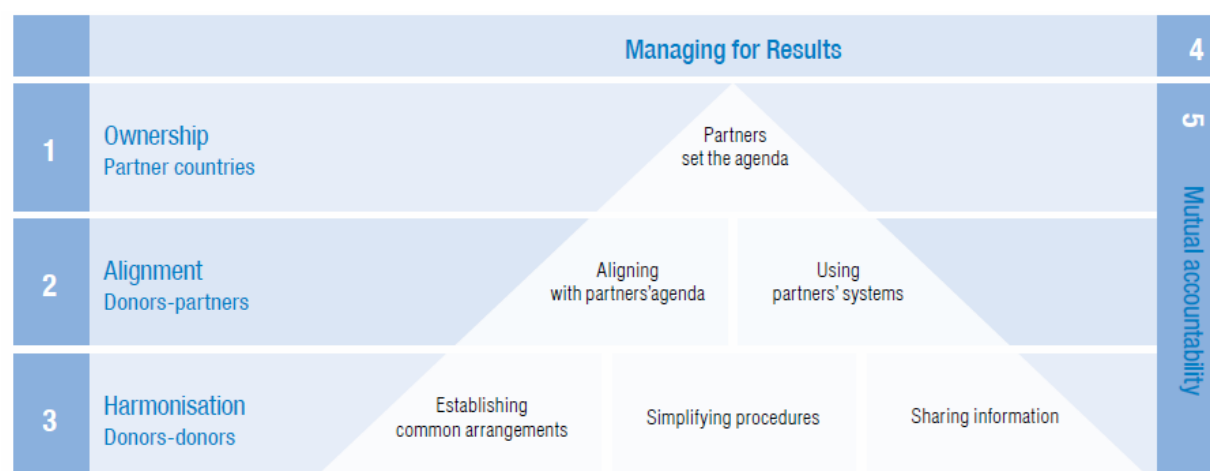 Managing for Results
4
1
Ownership
Partner countries
Partners
set the agenda
5
Mutual accountability
2
Alignment
Donors-partners
Aligning
with partners'agenda
Using
partners' systems
3
Harmonisation
Donors-donors
Establishing
common arrangements
Simplifying procedures
Sharing information